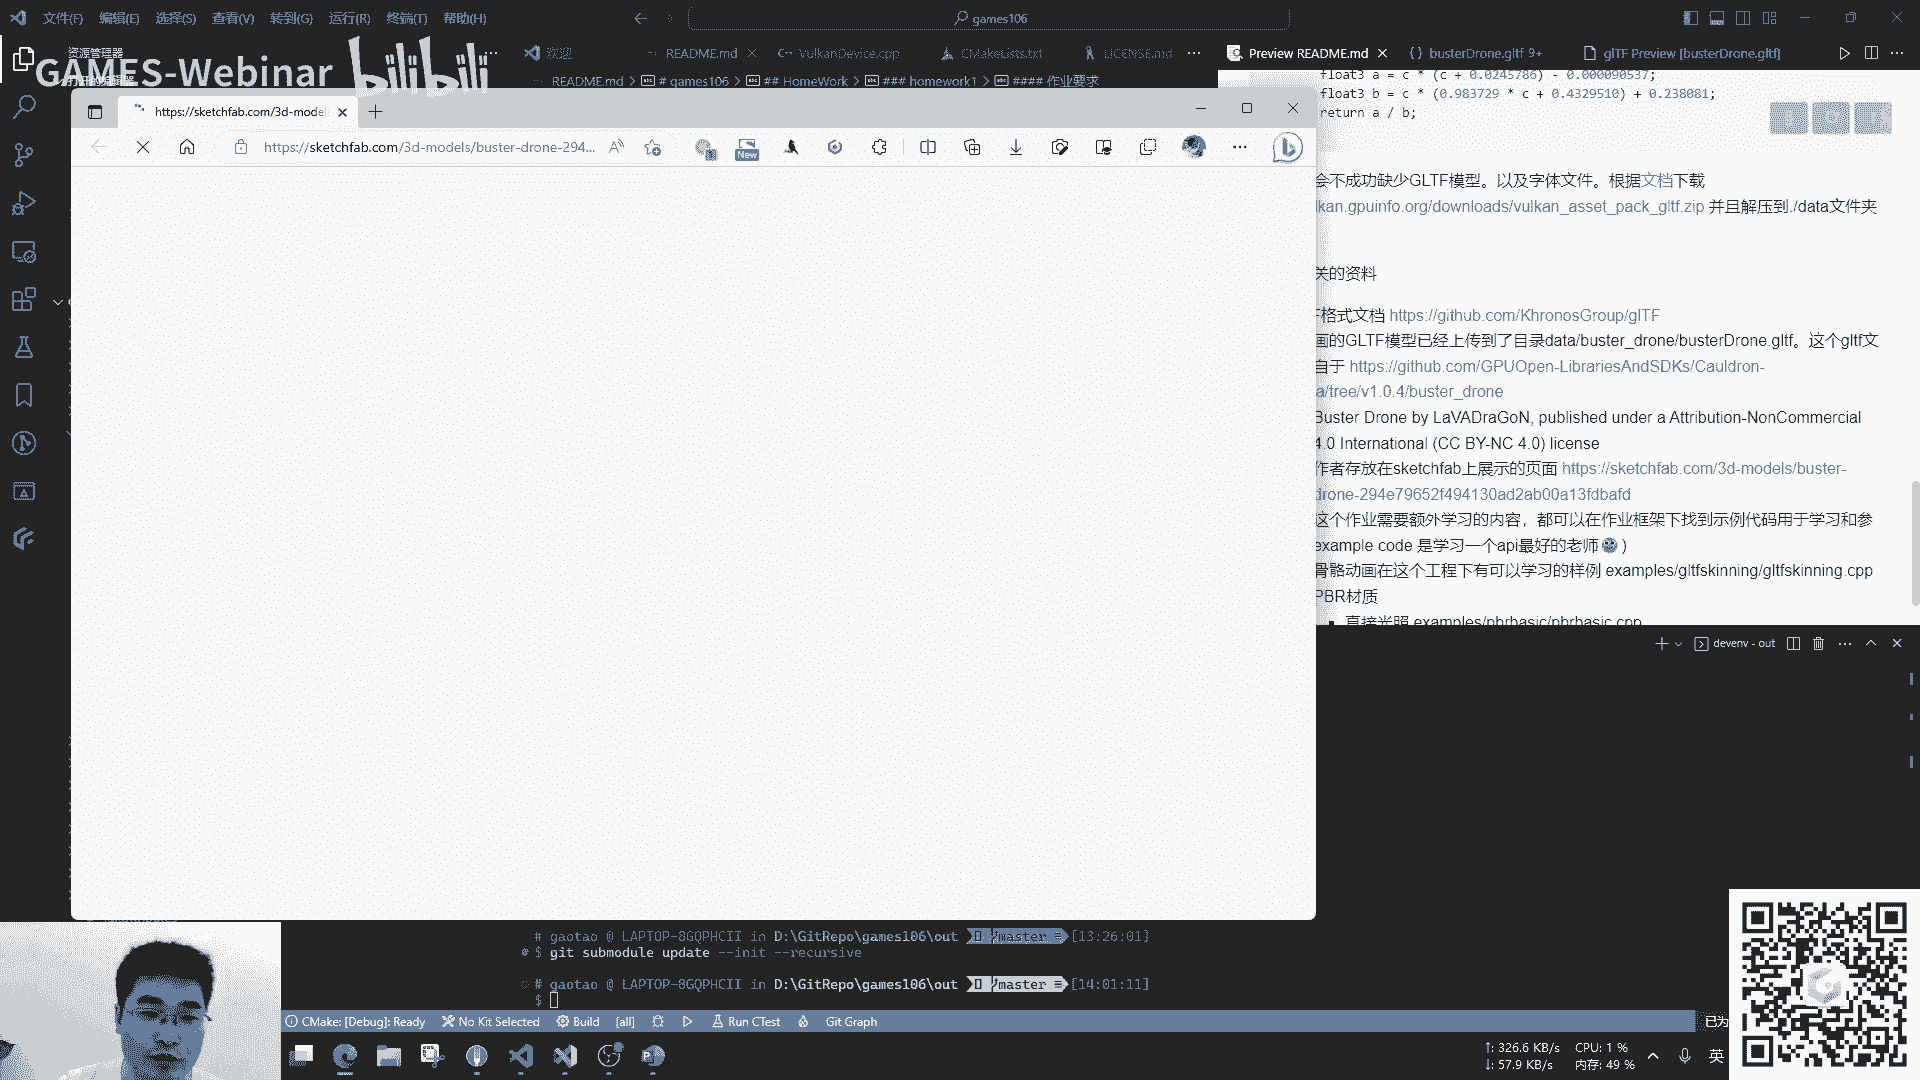 文件(F) 编辑(E) 选择(S) 查看(V) 转到(G) 运行(R) 终端(T) 帮助(H)
games106
资源管理器
GAMES-Webinar bilibili
欢迎 README.md VulkanDevice.cpp CMakeLists.txt LICENSE.md
Preview README.md busterDrone.gltf 9+ glTF Preview [busterDrone.gltf]
README.md > # games106 > ## HomeWork > ### homework1 > #### 作业要求
https://sketchfab.com/3d-model
https://sketchfab.com/3d-models/buster-drone-294...
New
float3 a = c * (c + 0.0245786) - 0.000090537;
float3 b = c * (0.983729 * c + 0.4329510) + 0.238081;
return a / b;
会不成功缺少GLTF模型。以及字体文件。根据文档下载
lkan.gpuinfo.org/downloads/vulkan_asset_pack_gltf.zip 并且解压到./data文件夹
关的资料
格式文档 https://github.com/KhronosGroup/glTF
画的GLTF模型已经上传到了目录data/buster_drone/busterDrone.gltf。这个gltf文
自于 https://github.com/GPUOpen-LibrariesAndSDKs/Cauldron-
a/tree/v1.0.4/buster_drone
Buster Drone by LaVADraGoN, published under a Attribution-NonCommercial
4.0 International (CC BY-NC 4.0) license
作者存放在sketchfab上展示的页面 https://sketchfab.com/3d-models/buster-
drone-294e79652f494130ad2ab00a13fdbafd
这个作业需要额外学习的内容，都可以在作业框架下找到示例代码用于学习和参
example code 是学习一个api最好的老师 )
骨骼动画在这个工程下有可以学习的样例 examples/gltfskinning/gltfskinning.cpp
PBR材质
直接光照 examples/pbrbasic/pbrbasic.cpp
devenv - out
# gaotao @ LAPTOP-8GQPHCII in D:\GitRepo\games106\out master ≡ [13:26:01]
$ git submodule update --init --recursive
# gaotao @ LAPTOP-8GQPHCII in D:\GitRepo\games106\out master ≡ [14:01:11]
$
CMake: [Debug]: Ready No Kit Selected Build [all] Run CTest Git Graph 已为
↑: 326.6 KB/s CPU: 1 %
↓: 57.9 KB/s 内存: 49 %
英